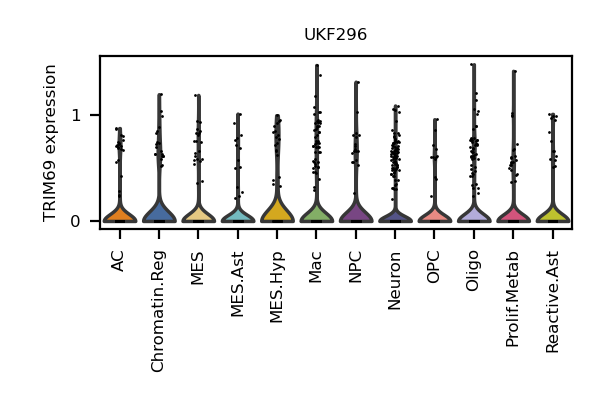 UKF296
TRIM69 expression
1
0
AC
Chromatin.Reg
MES
MES.Ast
MES.Hyp
Mac
NPC
Neuron
OPC
Oligo
Prolif.Metab
Reactive.Ast